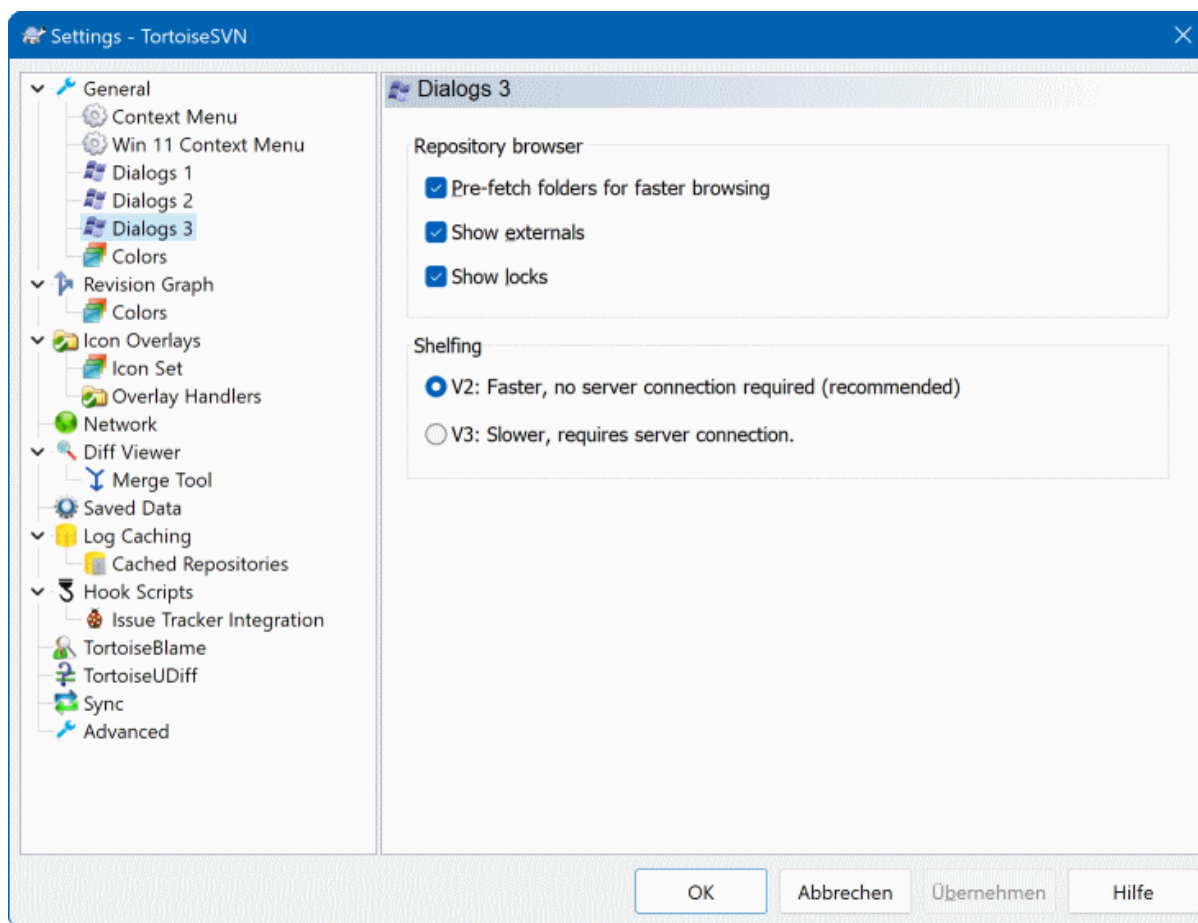 Settings - TortoiseSVN
General
Context Menu
Win 11 Context Menu
Dialogs 1
Dialogs 2
Dialogs 3
Colors
Revision Graph
Colors
Icon Overlays
Icon Set
Overlay Handlers
Network
Diff Viewer
Merge Tool
Saved Data
Log Caching
Cached Repositories
Hook Scripts
Issue Tracker Integration
TortoiseBlame
TortoiseUDiff
Sync
Advanced
Dialogs 3
Repository browser
Pre-fetch folders for faster browsing
Show externals
Show locks
Shelfing
V2: Faster, no server connection required (recommended)
V3: Slower, requires server connection.
OK Abbrechen Übernehmen Hilfe